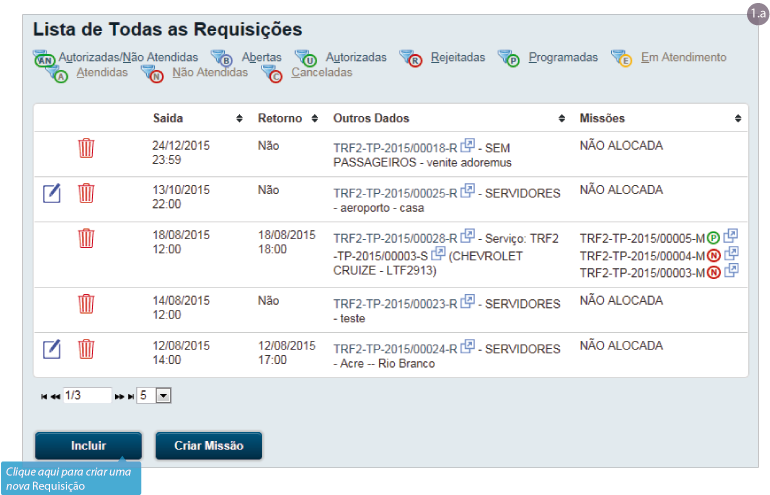 1.a
Lista de Todas as Requisições
AN Autorizadas/Não Atendidas B Abertas U Autorizadas R Rejeitadas P Programadas E Em Atendimento
A Atendidas N Não Atendidas C Canceladas
Saída Retorno Outros Dados Missões
24/12/2015 Não TRF2-TP-2015/00018-R - SEM NÃO ALOCADA
23:59 PASSAGEIROS - venite adoremus
13/10/2015 Não TRF2-TP-2015/00025-R - SERVIDORES NÃO ALOCADA
22:00 - aeroporto - casa
18/08/2015 18/08/2015 TRF2-TP-2015/00028-R - Serviço: TRF2 TRF2-TP-2015/00005-M P
12:00 18:00 -TP-2015/00003-S (CHEVROLET TRF2-TP-2015/00004-M N
CRUIZE - LTF2913) TRF2-TP-2015/00003-M N
14/08/2015 Não TRF2-TP-2015/00023-R - SERVIDORES NÃO ALOCADA
12:00 - teste
12/08/2015 12/08/2015 TRF2-TP-2015/00024-R - SERVIDORES NÃO ALOCADA
14:00 17:00 - Acre -- Rio Branco
1/3 5
Incluir Criar Missão
Clique aqui para criar uma
nova Requisição